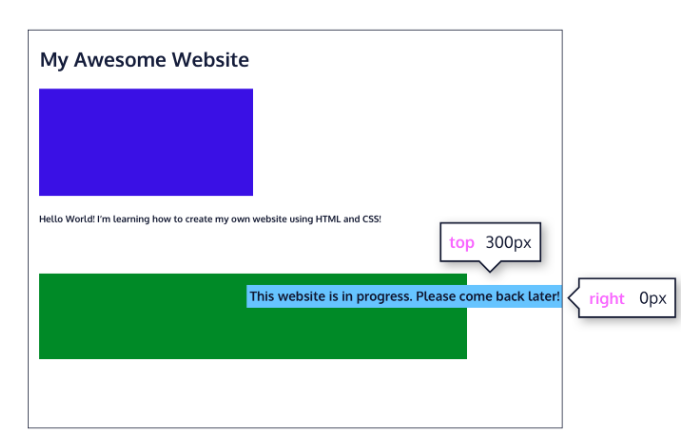 My Awesome Website
Hello World! I'm learning how to create my own website using HTML and CSS!
top 300px
This website is in progress. Please come back later!
right 0px